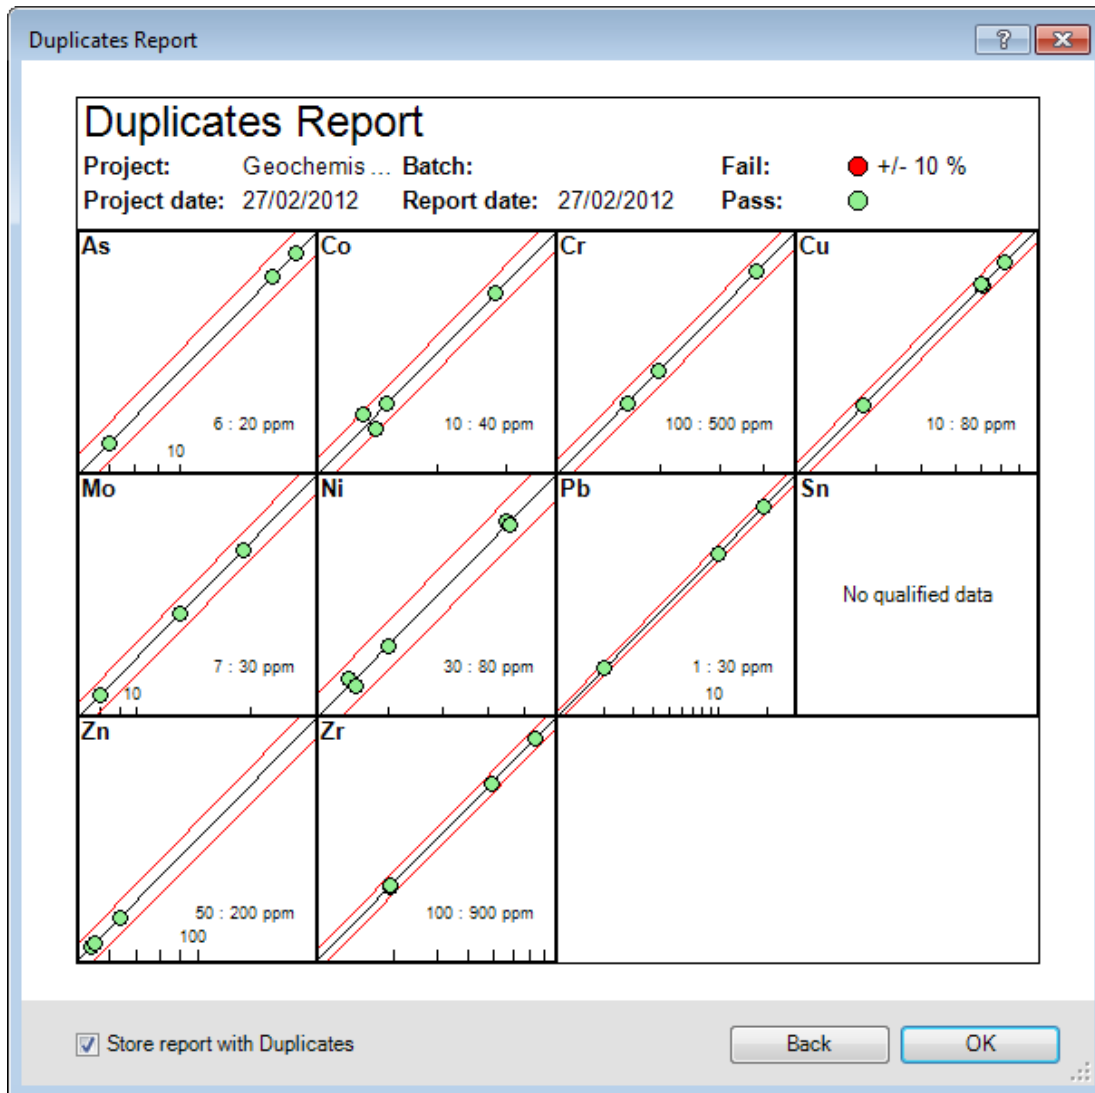 Duplicates Report
Duplicates Report
Project: Geochemis ... Batch: Fail: +/- 10 %
Project date: 27/02/2012 Report date: 27/02/2012 Pass:
As Co Cr Cu
6 : 20 ppm 10 : 40 ppm 100 : 500 ppm 10 : 80 ppm
10
Mo Ni Pb Sn
No qualified data
7 : 30 ppm 30 : 80 ppm 1 : 30 ppm
10 10
Zn Zr
50 : 200 ppm 100 : 900 ppm
100
Store report with Duplicates Back OK